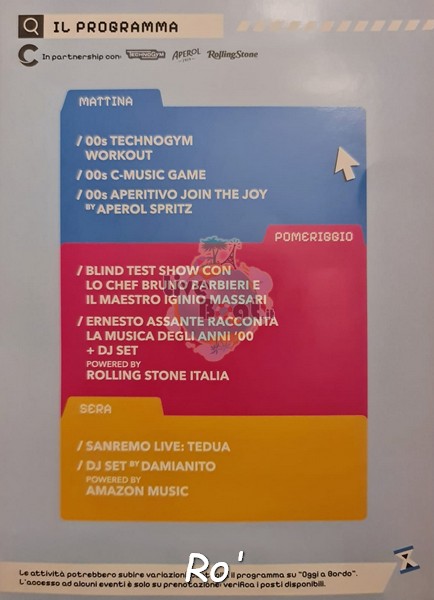 IL PROGRAMMA
In partnership con: TECHNOGYM APEROL RollingStone
MATTINA
/ 00s TECHNOGYM
WORKOUT
/ 00s C-MUSIC GAME
/ 00s APERITIVO JOIN THE JOY
BY APEROL SPRITZ
POMERIGGIO
/ BLIND TEST SHOW CON
LO CHEF BRUNO BARBIERI E
IL MAESTRO IGINIO MASSARI
/ ERNESTO ASSANTE RACCONTA
LA MUSICA DEGLI ANNI '00
+ DJ SET
POWERED BY
ROLLING STONE ITALIA
SERA
/ SANREMO LIVE: TEDUA
/ DJ SET BY DAMIANITO
POWERED BY
AMAZON MUSIC
Le attività potrebbero subire variazioni il programma su "Oggi a Bordo".
L'accesso ad alcuni eventi è solo su prenotazione: verifica i posti disponibili.
Ro'